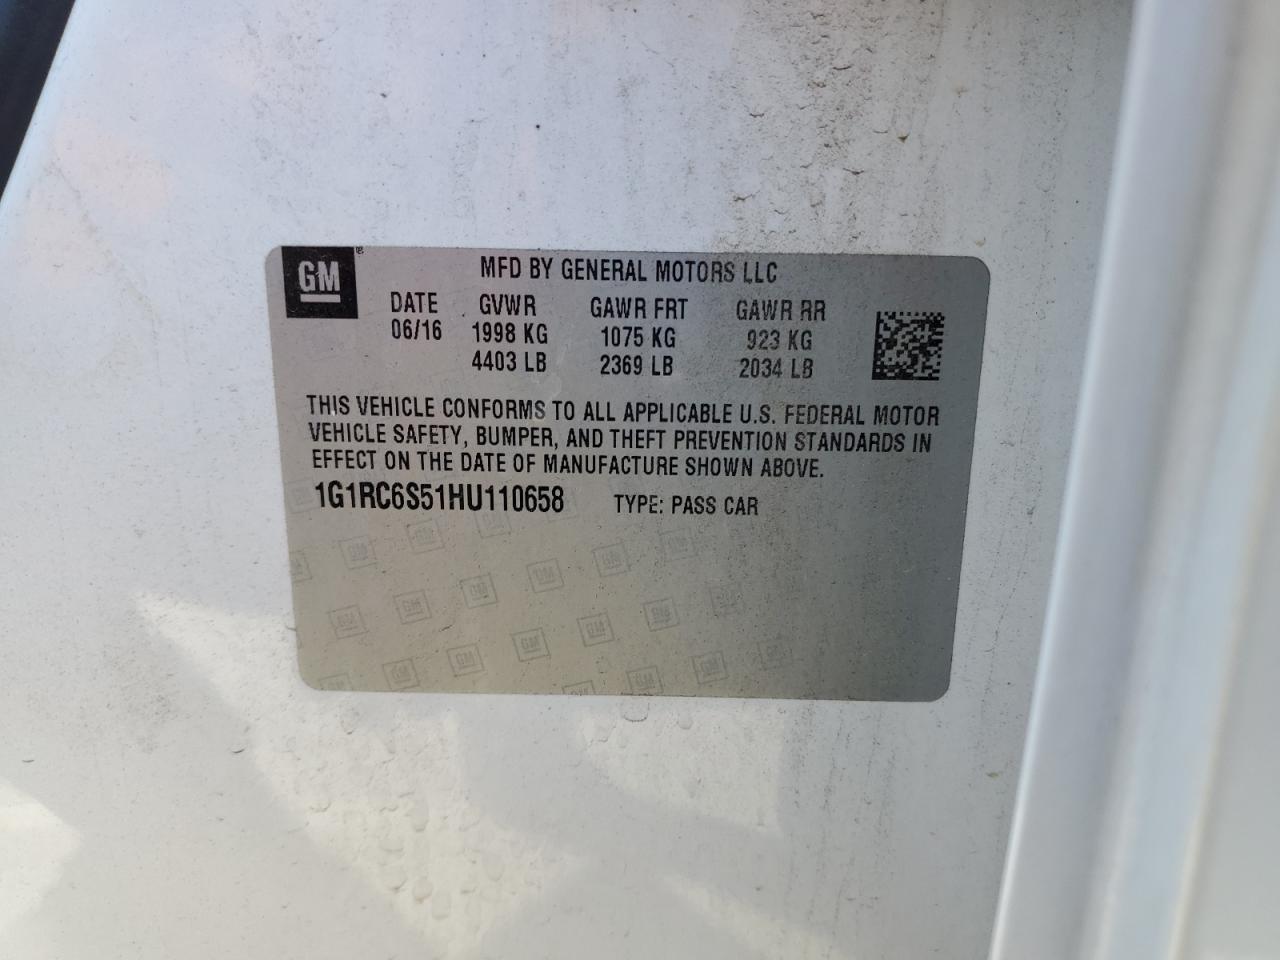 GM
MFD BY GENERAL MOTORS LLC
DATE GVWR GAWR FRT GAWR RR
06/16 1998 KG 1075 KG 923 KG
4403 LB 2369 LB 2034 LB
THIS VEHICLE CONFORMS TO ALL APPLICABLE U.S. FEDERAL MOTOR
VEHICLE SAFETY, BUMPER, AND THEFT PREVENTION STANDARDS IN
EFFECT ON THE DATE OF MANUFACTURE SHOWN ABOVE.
1G1RC6S51HU110658 TYPE: PASS CAR